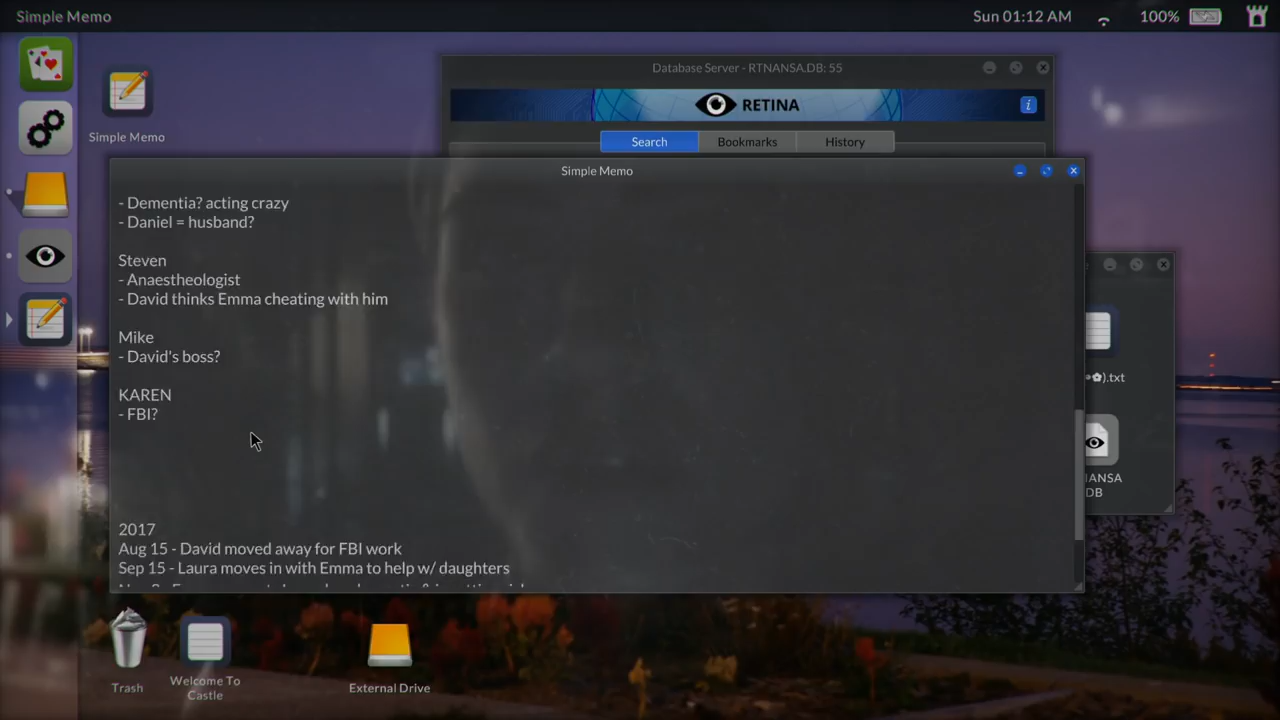 Simple Memo
Sun 01:12 AM
100%
Simple Memo
Database Server - RTNANSA.DB: 55
RETINA
Search
Bookmarks
History
Simple Memo
- Dementia? acting crazy
- Daniel = husband?
Steven
- Anaestheologist
- David thinks Emma cheating with him
Mike
- David's boss?
KAREN
- FBI?
2017
Aug 15 - David moved away for FBI work
Sep 15 - Laura moves in with Emma to help w/ daughters
).txt
DB
Trash
Welcome To
Castle
External Drive